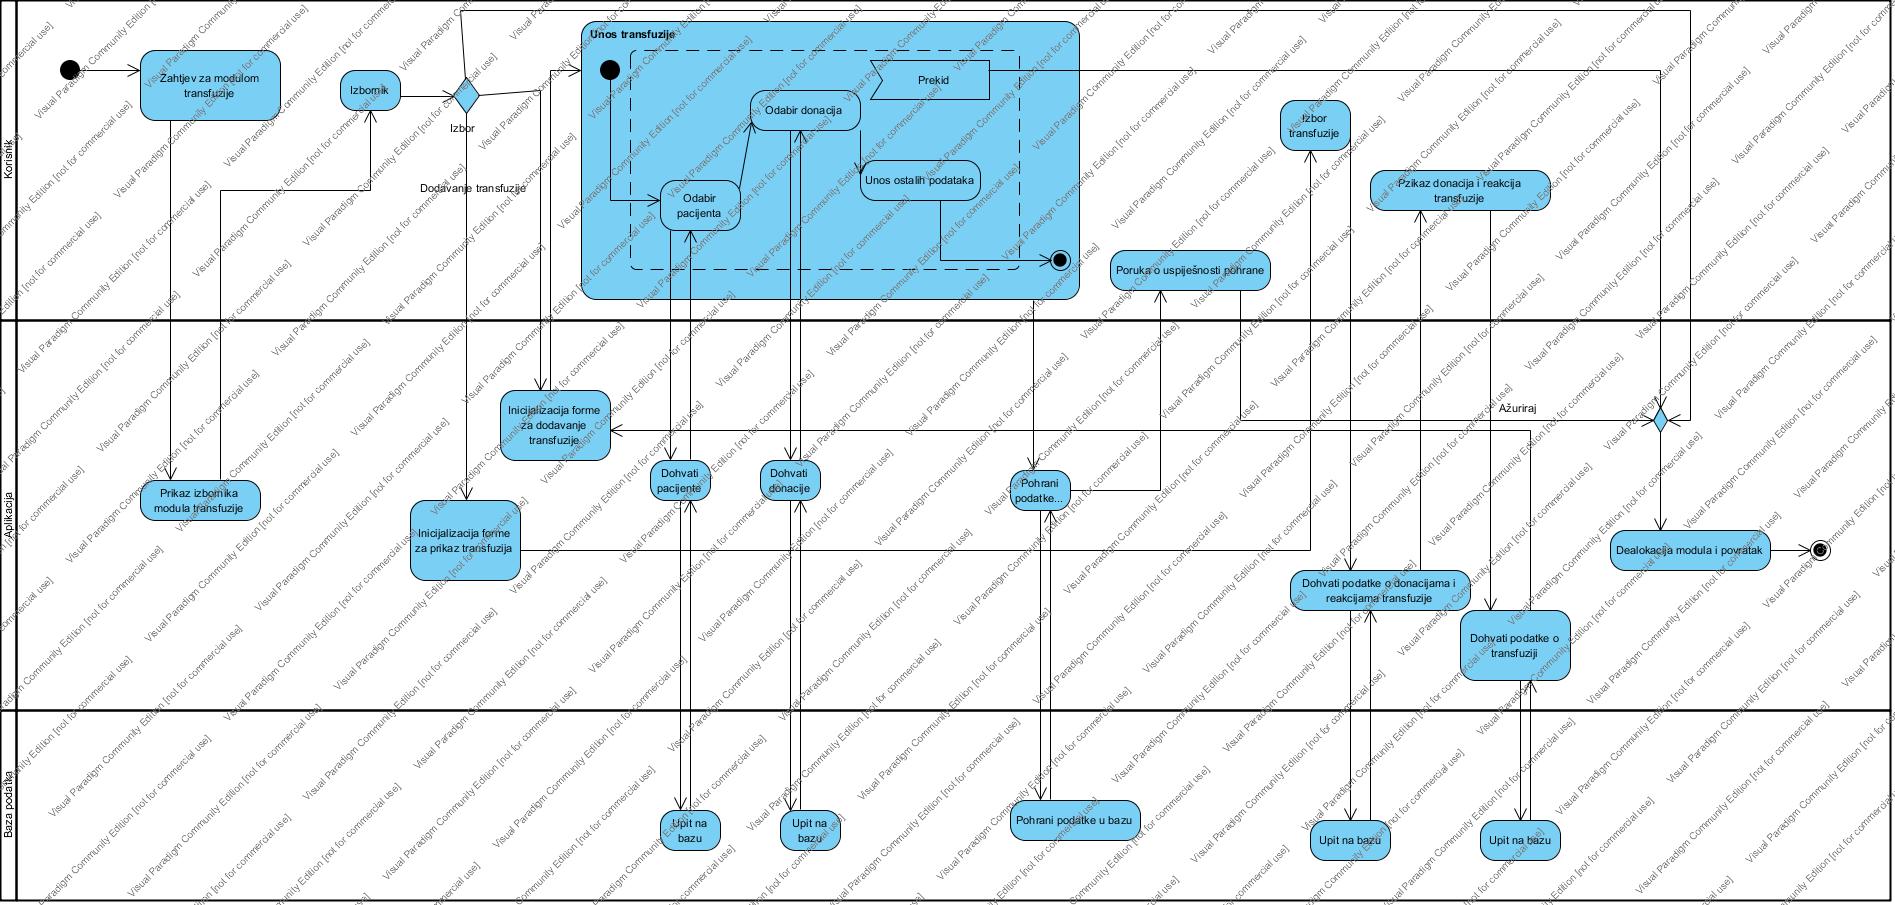 Korisnik
Zahtjev za modulom
transfuzije
Izbornik
Izbor
Dodavanje transfuzije
Unos transfuzije
Prekid
Odabir donacija
Unos ostalih podataka
Odabir
pacijenta
Izbor
transfuzije
Pzikaz donacija i reakcija
transfuzije
Poruka o uspiješnosti pohrane
Aplikacija
Prikaz izbornika
modula transfuzije
Inicijalizacija forme
za dodavanje
transfuzije
Inicijalizacija forme
za prikaz transfuzija
Dohvati
pacijente
Dohvati
donacije
Pohrani
podatke...
Ažuriraj
Dealokacija modula i povratak
Dohvati podatke o donacijama i
reakcijama transfuzije
Dohvati podatke o
transfuziji
Baza podatka
Upit na
bazu
Upit na
bazu
Pohrani podatke u bazu
Upit na bazu
Upit na bazu
Visual Paradigm Community Edition [not for commercial use]